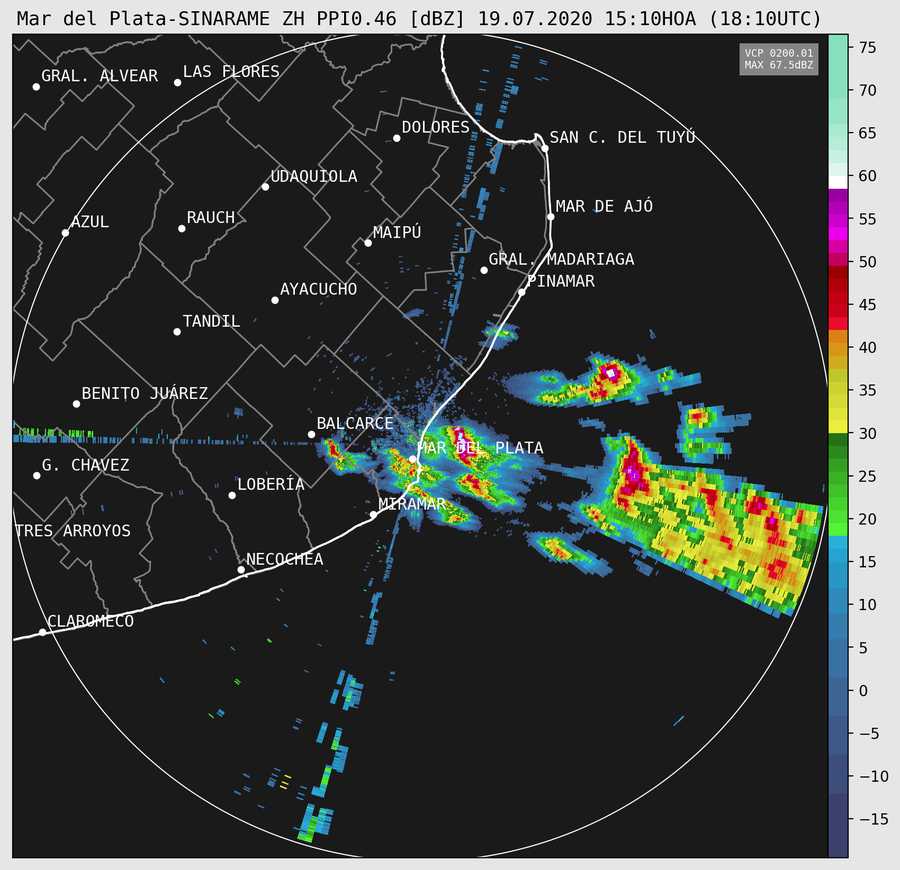 Mar del Plata-SINARAME ZH PPI0.46 [dBZ] 19.07.2020 15:10HOA (18:10UTC)
VCP 0200.01
MAX 67.5dBZ
GRAL. ALVEAR
LAS FLORES
DOLORES
SAN C. DEL TUYÚ
UDAQUIOLA
MAR DE AJÓ
AZUL
RAUCH
MAIPÚ
GRAL. MADARIAGA
PINAMAR
AYACUCHO
TANDIL
BENITO JUÁREZ
BALCARCE
MAR DEL PLATA
G. CHAVEZ
LOBERÍA
MIRAMAR
TRES ARROYOS
NECOCHEA
CLAROMECO
75
70
65
60
55
50
45
40
35
30
25
20
15
10
5
0
−5
−10
−15